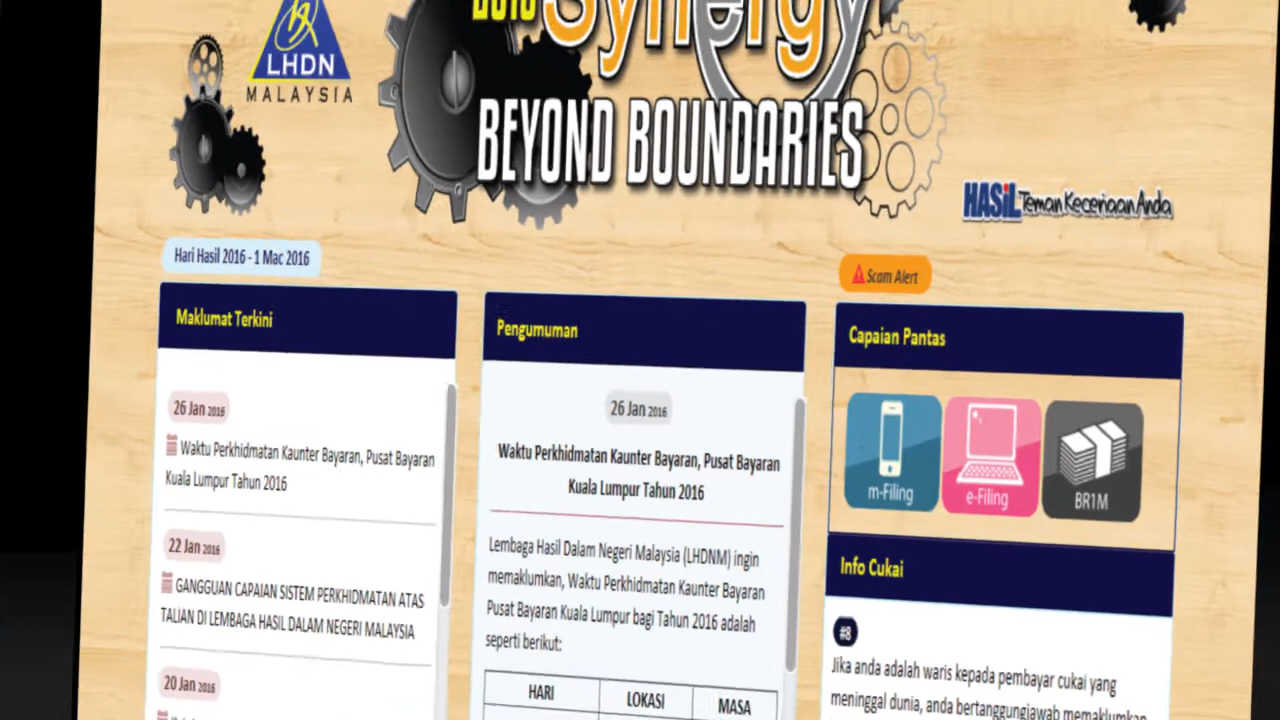 2016 Synergy
LHDN
MALAYSIA
BEYOND BOUNDARIES
HASiL Teman Keceriaan Anda
Hari Hasil 2016 - 1 Mac 2016
Scam Alert
Maklumat Terkini
Pengumuman
Capaian Pantas
26 Jan 2016
Waktu Perkhidmatan Kaunter Bayaran, Pusat Bayaran
Kuala Lumpur Tahun 2016
22 Jan 2016
GANGGUAN CAPAIAN SISTEM PERKHIDMATAN ATAS
TALIAN DI LEMBAGA HASIL DALAM NEGERI MALAYSIA
20 Jan 2016
26 Jan 2016
Waktu Perkhidmatan Kaunter Bayaran, Pusat Bayaran
Kuala Lumpur Tahun 2016
Lembaga Hasil Dalam Negeri Malaysia (LHDNM) ingin
memaklumkan, Waktu Perkhidmatan Kaunter Bayaran
Pusat Bayaran Kuala Lumpur bagi Tahun 2016 adalah
seperti berikut:
HARI LOKASI MASA
m-Filing e-Filing BR1M
Info Cukai
#8
Jika anda adalah waris kepada pembayar cukai yang
meninggal dunia, anda bertanggungjawab memaklumkan